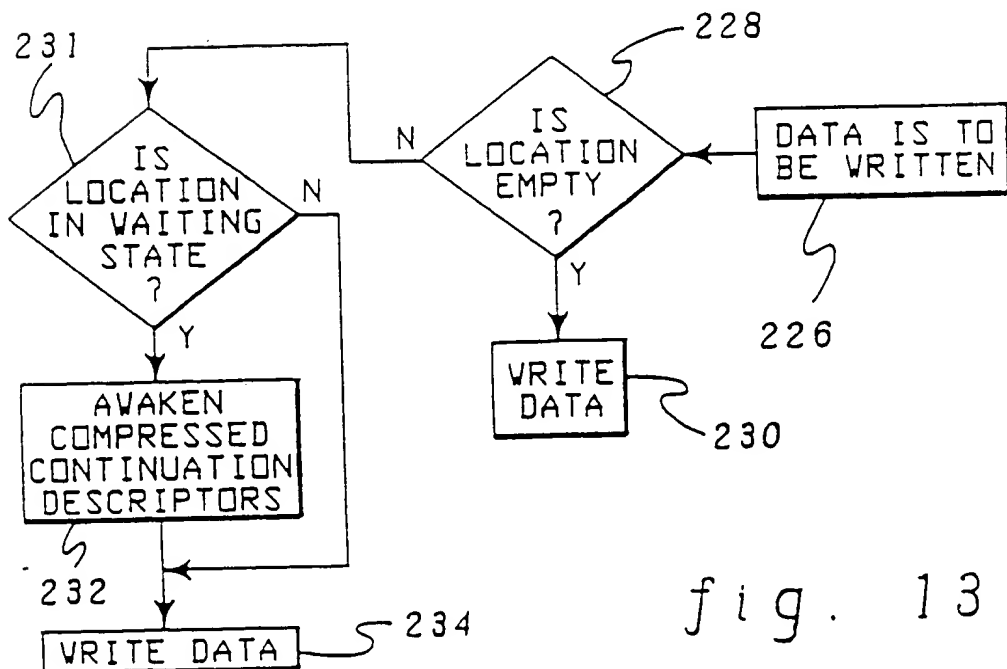 226
DATA IS TO
BE WRITTEN
228
IS
LOCATION
EMPTY
?
N
Y
WRITE
DATA
230
231
IS
LOCATION
IN WAITING
STATE
?
N
Y
AWAKEN
COMPRESSED
CONTINUATION
DESCRIPTORS
232
WRITE DATA
234
fig. 13